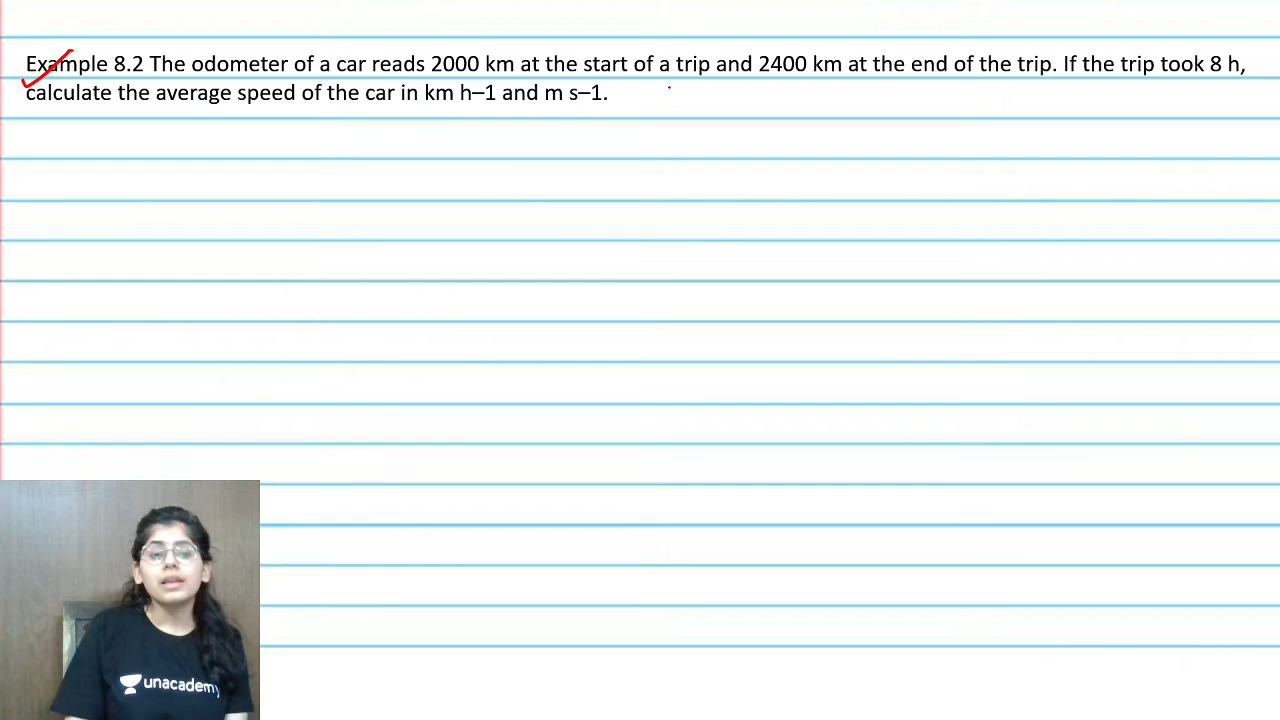 Example 8.2 The odometer of a car reads 2000 km at the start of a trip and 2400 km at the end of the trip. If the trip took 8 h,
calculate the average speed of the car in km h–1 and m s–1.
unacademy